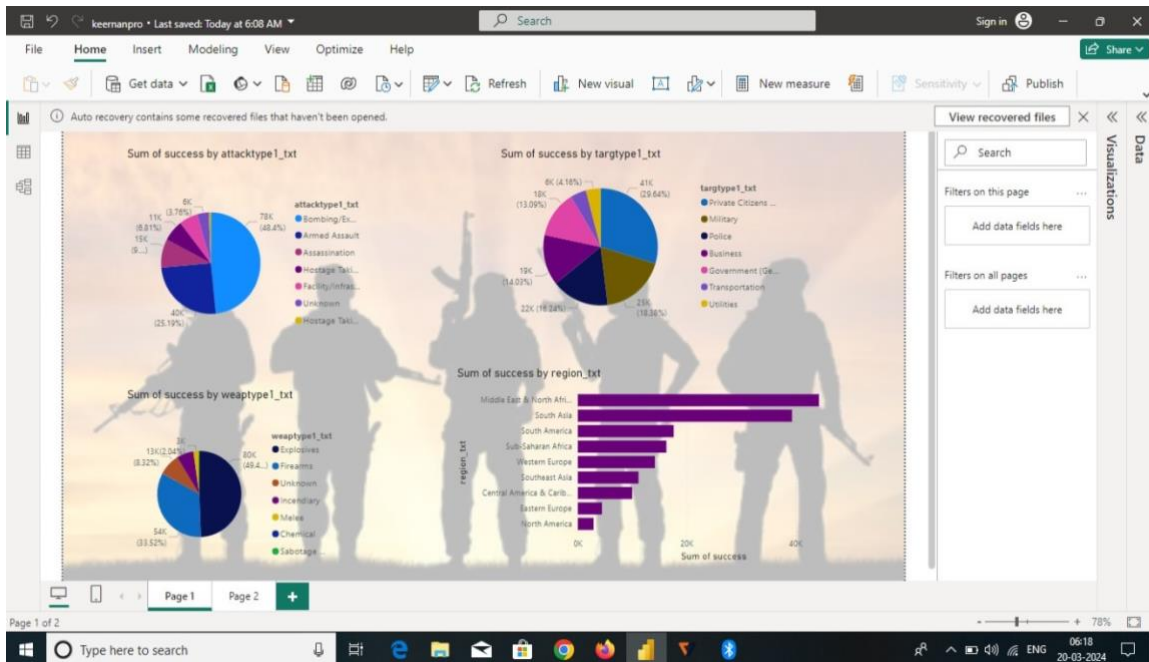 keernanpro • Last saved: Today at 6:08 AM
Search
Sign in
File Home Insert Modeling View Optimize Help
Share
Get data
Refresh
New visual
New measure
Sensitivity
Publish
Auto recovery contains some recovered files that haven't been opened.
View recovered files
Sum of success by attacktype1_txt
6K
(3.76%)
11K
(6.81%)
15K
(9....)
78K
(48.4%)
40K
(25.19%)
attacktype1_txt
Bombing/Ex...
Armed Assault
Assassination
Hostage Taki...
Facility/Infras...
Unknown
Hostage Taki...
Sum of success by targtype1_txt
6K (4.16%)
18K
(13.09%)
41K
(29.64%)
19K
(14.03%)
22K
25K
(18.38%)
targtype1_txt
Private Citizens ...
Military
Police
Business
Government (Ge...
Transportation
Utilities
Sum of success by weaptype1_txt
3K
13K (2.04%)
(8.32%)
80K
(49.4...)
54K
(33.52%)
weaptype1_txt
Explosives
Firearms
Unknown
Incendiary
Melee
Chemical
Sabotage ...
Sum of success by region_txt
region_txt
Middle East & North Afri...
South Asia
South America
Sub-Saharan Africa
Western Europe
Southeast Asia
Central America & Carib...
Eastern Europe
North America
0K 20K 40K
Sum of success
Search
Filters on this page
...
Add data fields here
Filters on all pages
...
Add data fields here
Visualizations
Data
Page 1 Page 2 +
Page 1 of 2
- + 78%
Type here to search
ENG
06:18
20-03-2024